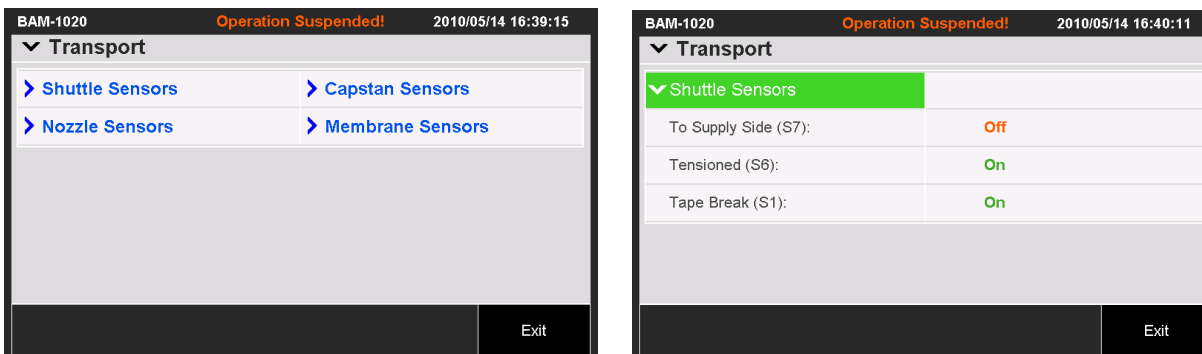 BAM-1020 Operation Suspended! 2010/05/14 16:39:15
Transport
Shuttle Sensors Capstan Sensors
Nozzle Sensors Membrane Sensors
Exit
BAM-1020 Operation Suspended! 2010/05/14 16:40:11
Transport
Shuttle Sensors
To Supply Side (S7): Off
Tensioned (S6): On
Tape Break (S1): On
Exit